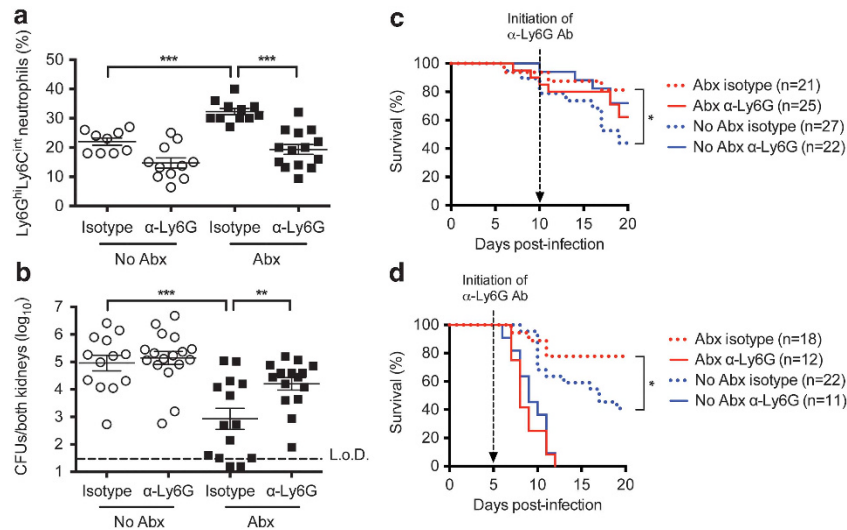 a
Ly6GʰⁱLy6Cⁱⁿᵗ neutrophils (%)
50
40
30
20
10
0
***
***
Isotype α-Ly6G Isotype α-Ly6G
No Abx Abx
b
CFUs/both kidneys (log₁₀)
7
6
5
4
3
2
1
***
**
L.o.D.
Isotype α-Ly6G Isotype α-Ly6G
No Abx Abx
c
Initiation of
α-Ly6G Ab
Survival (%)
100
80
60
40
20
0
0 5 10 15 20
Days post-infection
Abx isotype (n=21)
Abx α-Ly6G (n=25)
No Abx isotype (n=27)
No Abx α-Ly6G (n=22)
*
d
Initiation of
α-Ly6G Ab
Survival (%)
100
80
60
40
20
0
0 5 10 15 20
Days post-infection
Abx isotype (n=18)
Abx α-Ly6G (n=12)
No Abx isotype (n=22)
No Abx α-Ly6G (n=11)
*